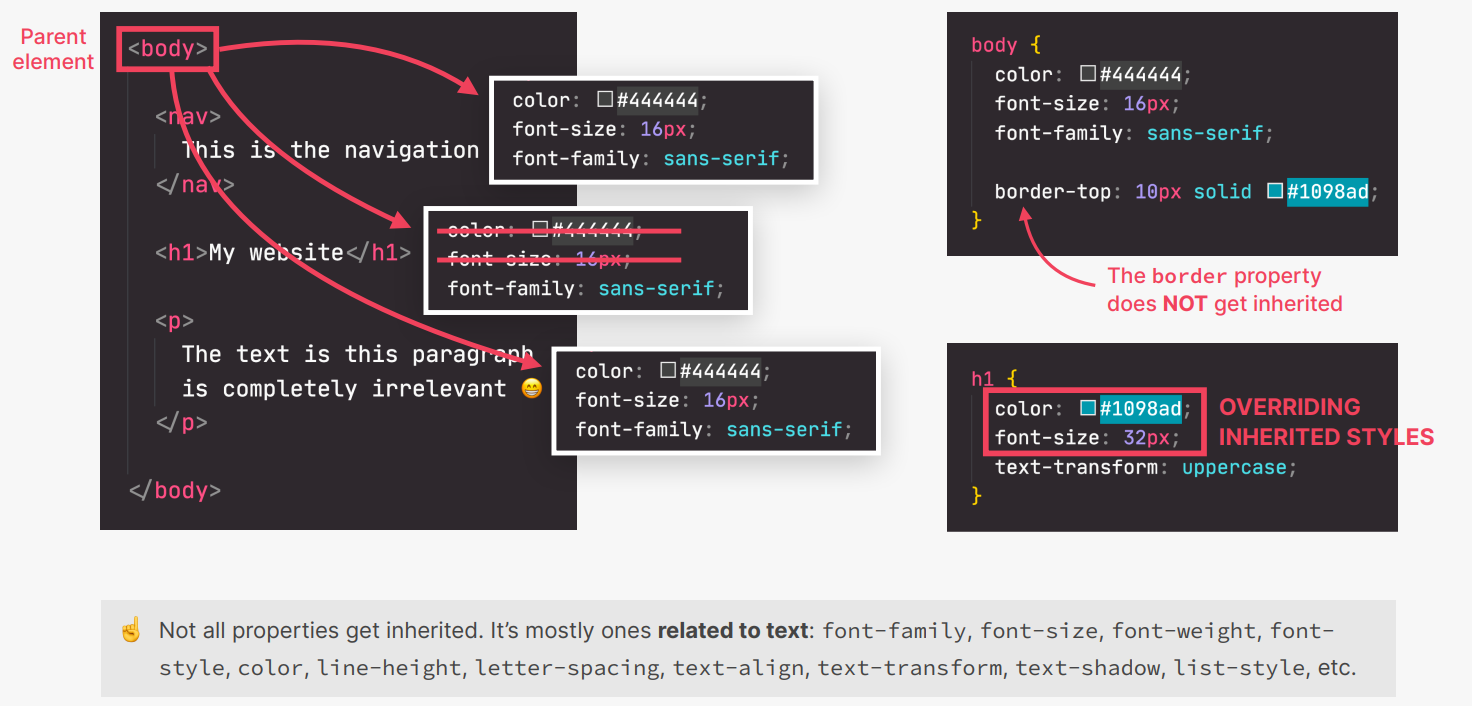 Parent
element
<body>
<nav>
This is the navigation
</nav>
<h1>My website</h1>
<p>
The text is this paragraph
is completely irrelevant 😁
</p>
</body>
color: #444444;
font-size: 16px;
font-family: sans-serif;
color: #444444;
font-size: 16px;
font-family: sans-serif;
color: #444444;
font-size: 16px;
font-family: sans-serif;
body {
color: #444444;
font-size: 16px;
font-family: sans-serif;
border-top: 10px solid #1098ad;
}
The border property
does NOT get inherited
h1 {
color: #1098ad;
font-size: 32px;
text-transform: uppercase;
}
OVERRIDING
INHERITED STYLES
☝️ Not all properties get inherited. It’s mostly ones related to text: font-family, font-size, font-weight, font-
style, color, line-height, letter-spacing, text-align, text-transform, text-shadow, list-style, etc.